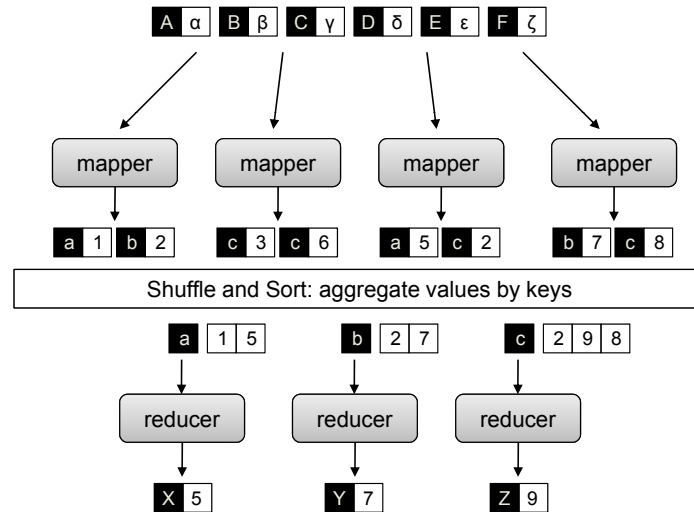 A α B β C γ D δ E ε F ζ
mapper mapper mapper mapper
a 1 b 2 c 3 c 6 a 5 c 2 b 7 c 8
Shuffle and Sort: aggregate values by keys
a 1 5 b 2 7 c 2 9 8
reducer reducer reducer
X 5 Y 7 Z 9